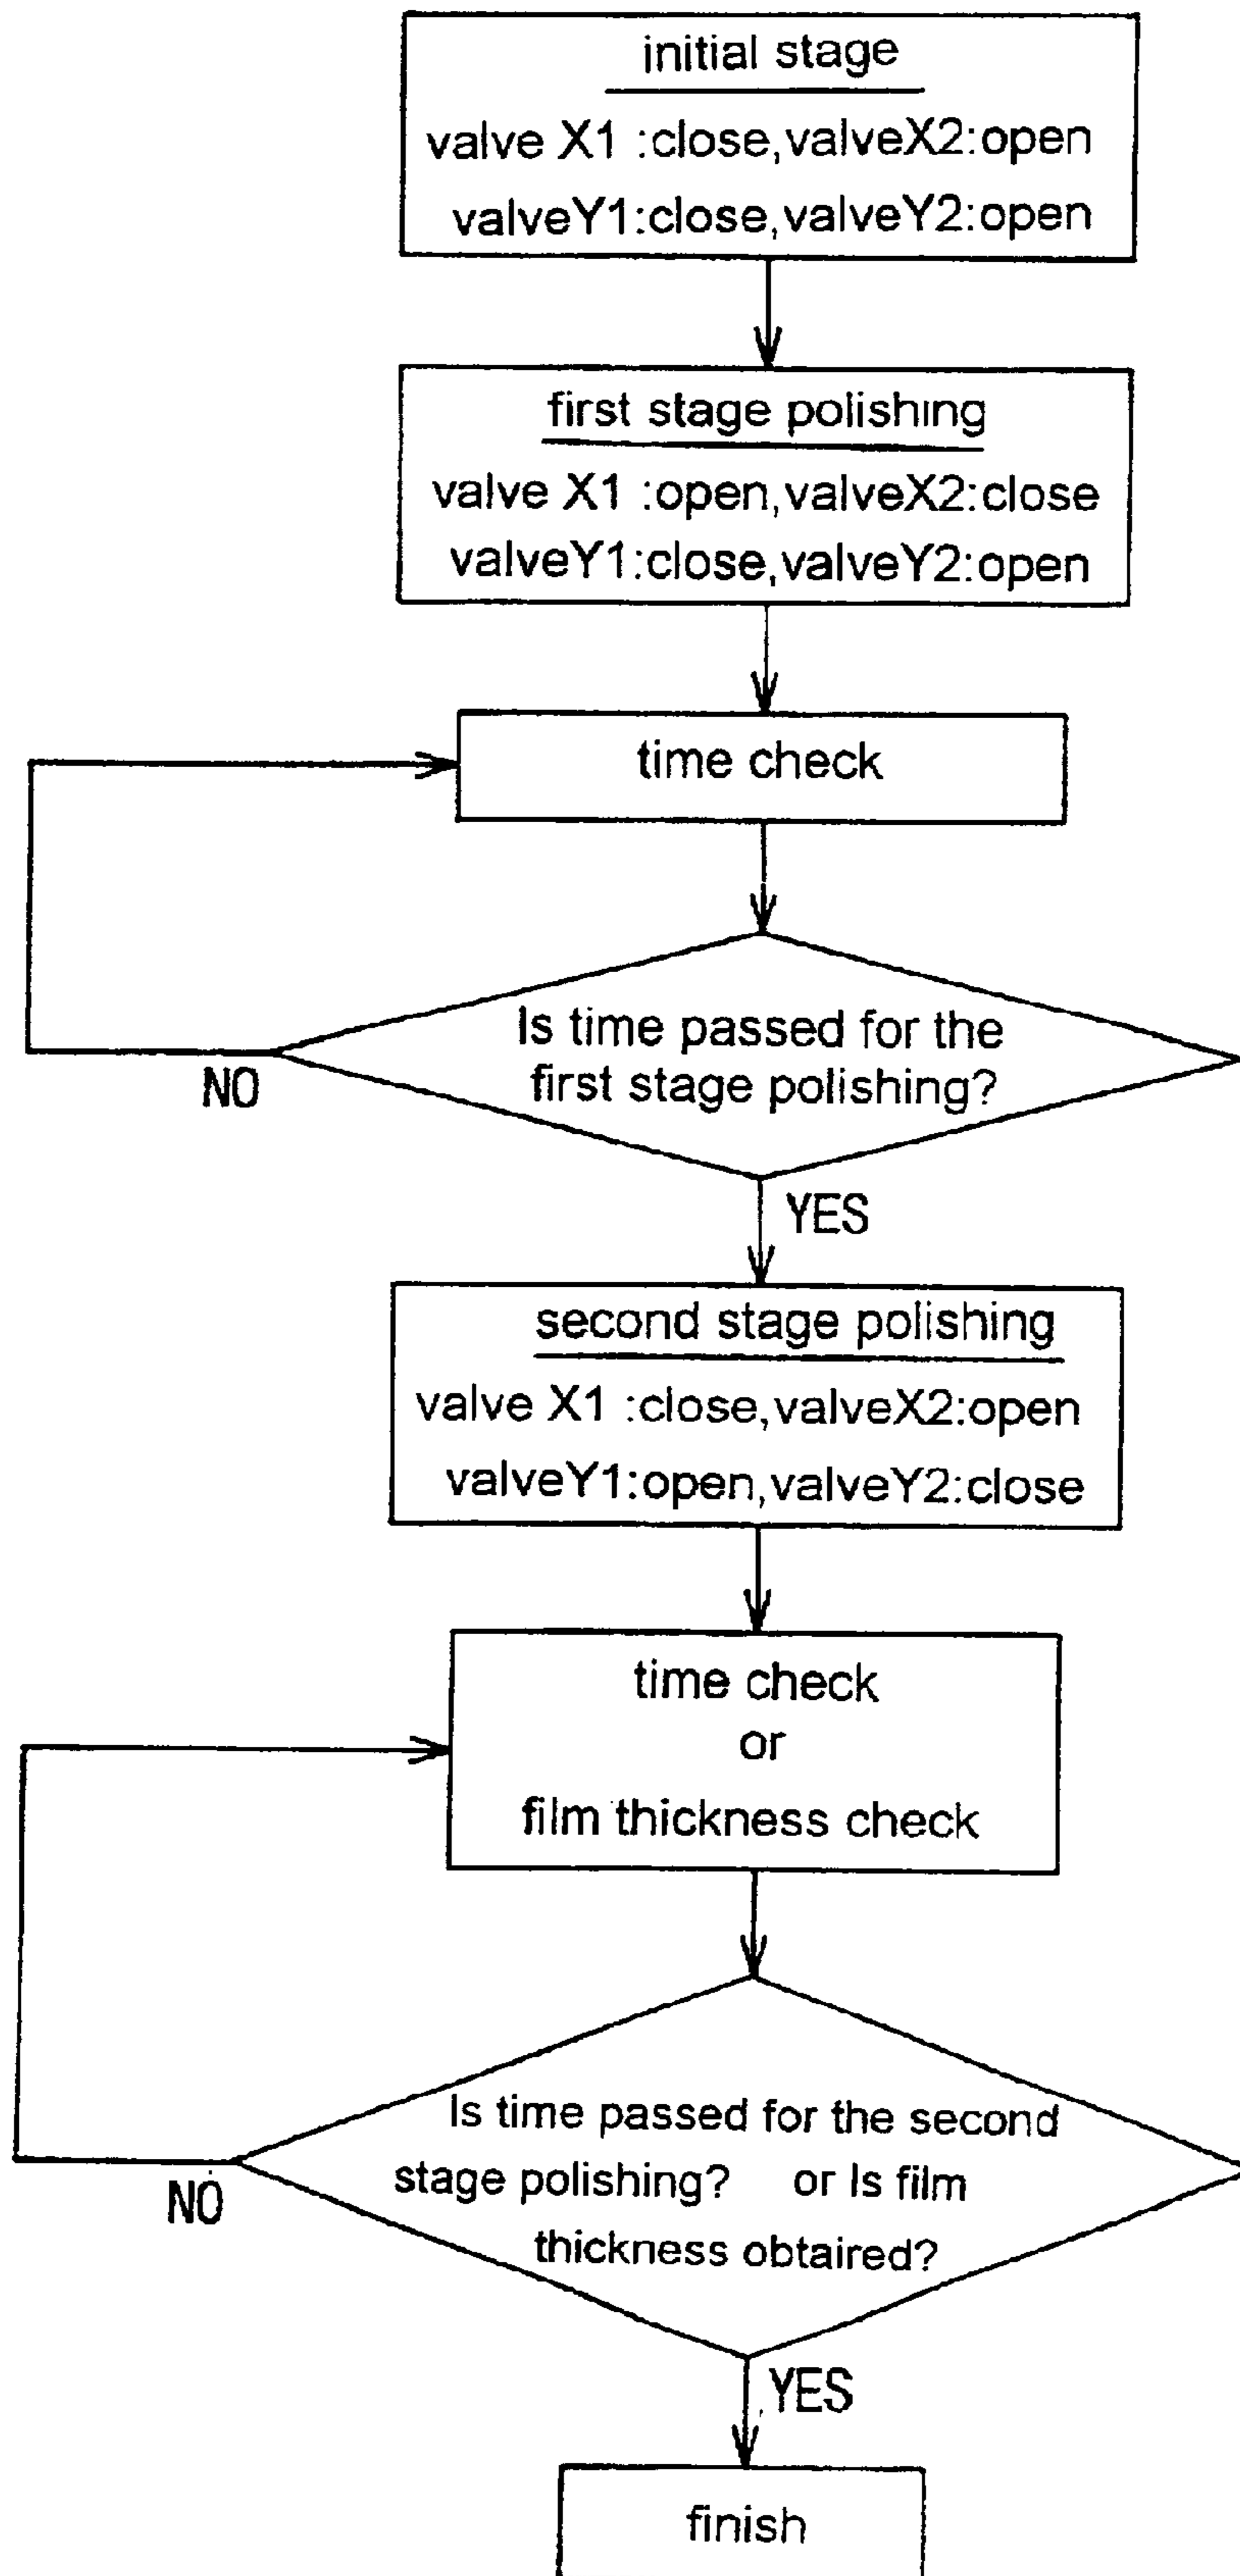 initial stage
valve X1 :close,valveX2:open
valveY1:close,valveY2:open
first stage polishing
valve X1 :open,valveX2:close
valveY1:close,valveY2:open
time check
Is time passed for the
first stage polishing?
NO
YES
second stage polishing
valve X1 :close,valveX2:open
valveY1:open,valveY2:close
time check
or
film thickness check
Is time passed for the second
stage polishing? or Is film
thickness obtaired?
NO
YES
finish